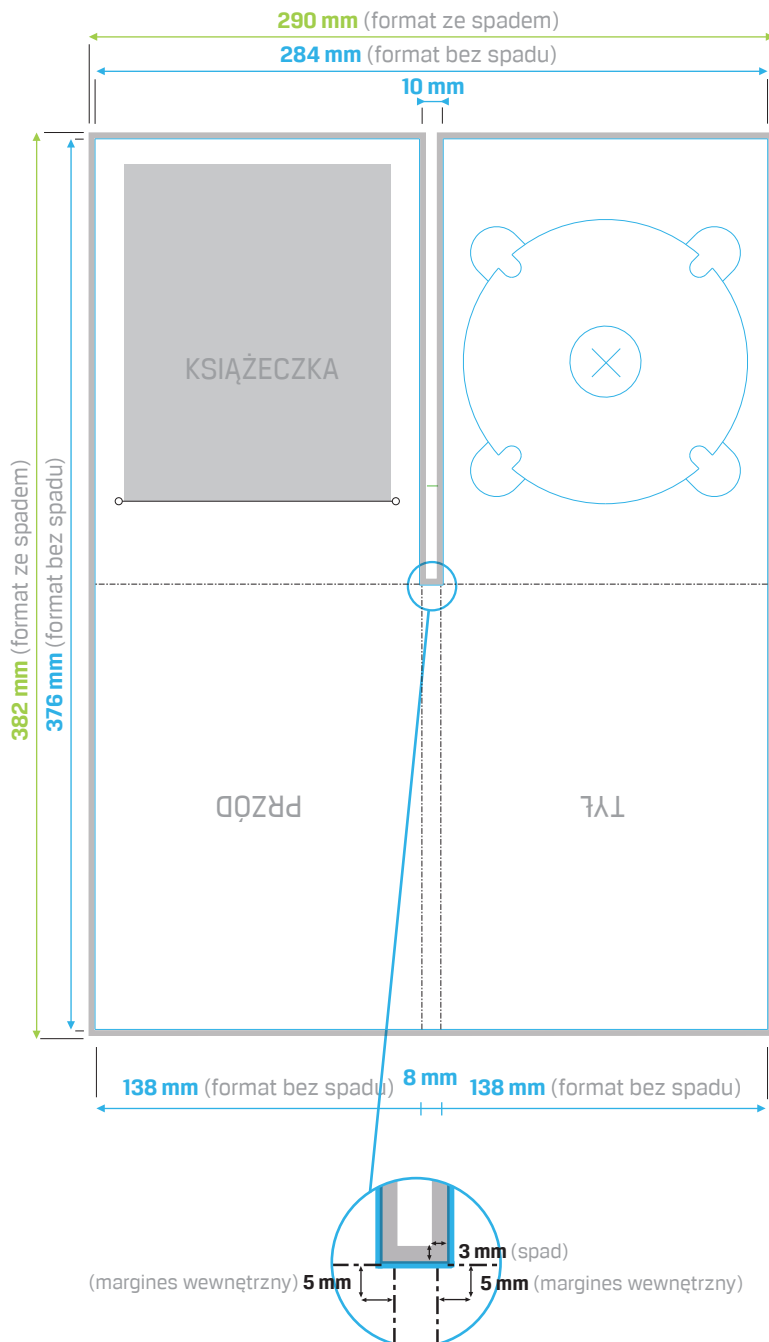 290 mm (format ze spadem)
284 mm (format bez spadu)
10 mm
KSIĄŻECZKA
382 mm (format ze spadem)
376 mm (format bez spadu)
PRZÓD
TYŁ
138 mm (format bez spadu)
8 mm
138 mm (format bez spadu)
3 mm (spad)
(margines wewnętrzny) 5 mm
5 mm (margines wewnętrzny)